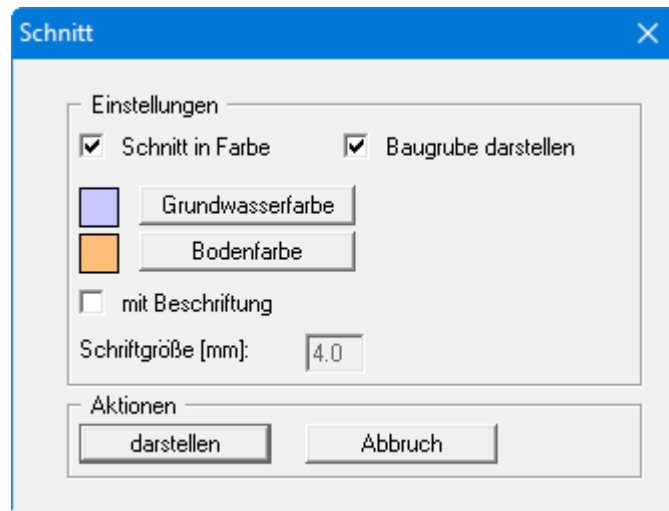 Schnitt
Einstellungen
Schnitt in Farbe Baugrube darstellen
Grundwasserfarbe
Bodenfarbe
mit Beschriftung
Schriftgröße [mm]: 4.0
Aktionen
darstellen Abbruch